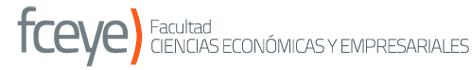 fceye) Facultad
CIENCIAS ECONÓMICAS Y EMPRESARIALES